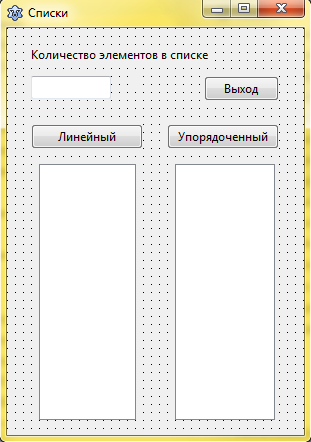 Списки
Количество элементов в списке
Выход
Линейный
Упорядоченный